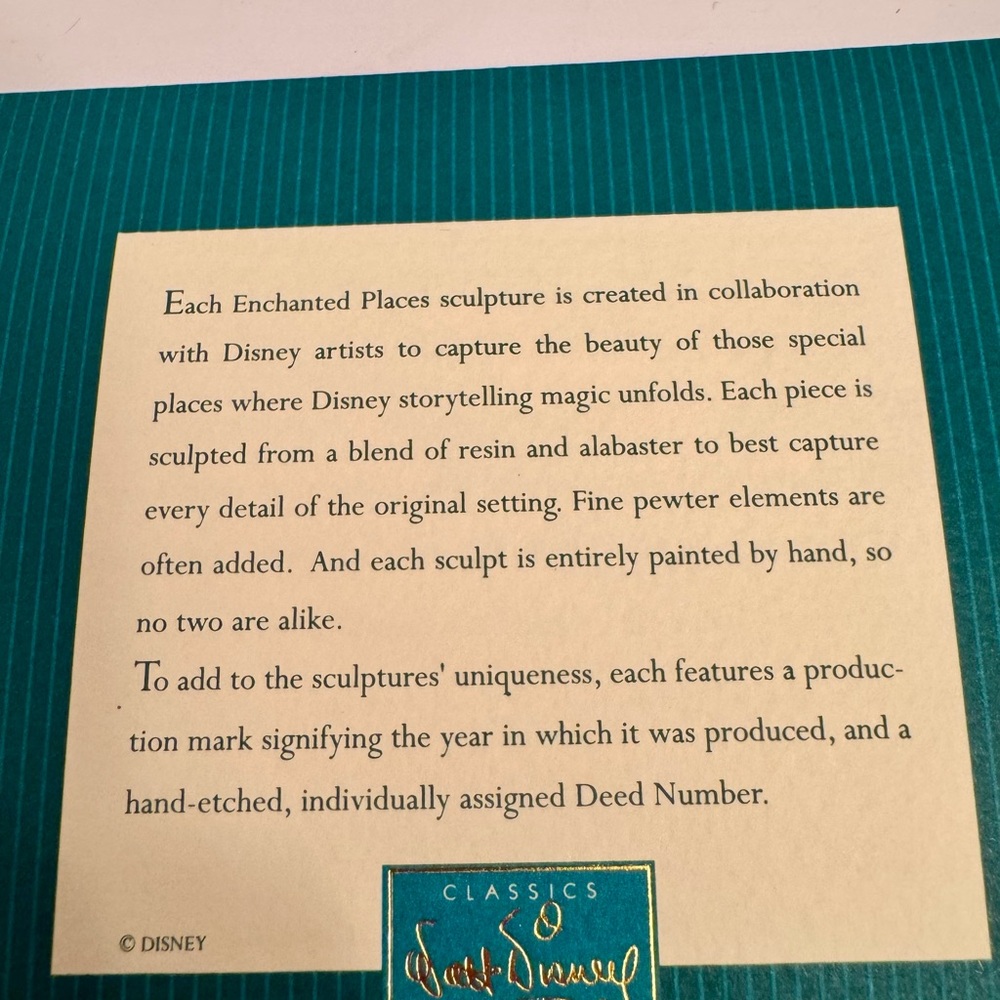 Each Enchanted Places sculpture is created in collaboration
with Disney artists to capture the beauty of those special
places where Disney storytelling magic unfolds. Each piece is
sculpted from a blend of resin and alabaster to best capture
every detail of the original setting. Fine pewter elements are
often added. And each sculpt is entirely painted by hand, so
no two are alike.
To add to the sculptures' uniqueness, each features a produc-
tion mark signifying the year in which it was produced, and a
hand-etched, individually assigned Deed Number.
CLASSICS
Walt Disney
© DISNEY